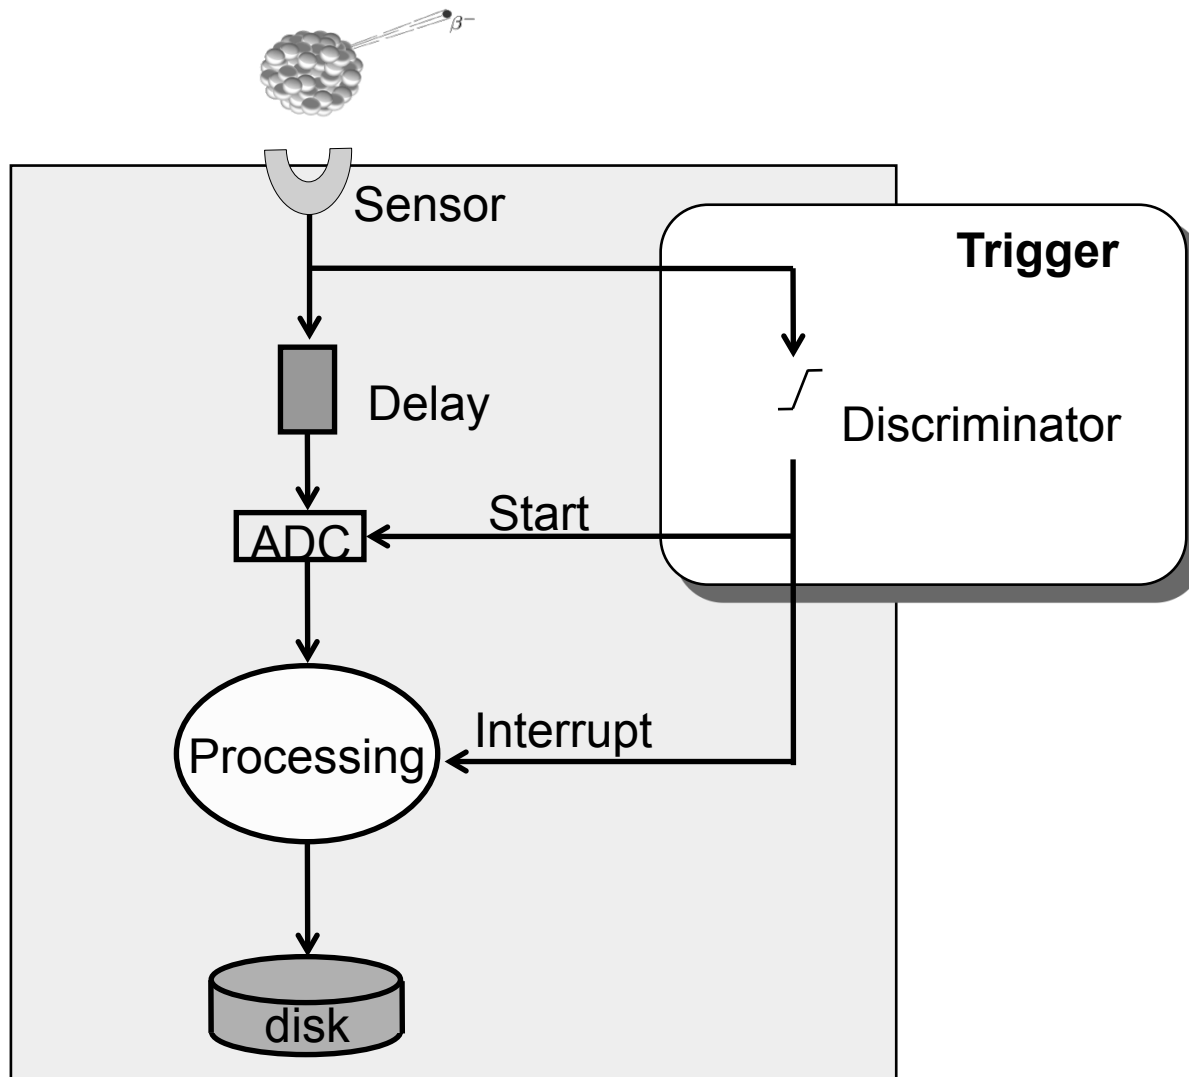 β⁻
Sensor
Trigger
Delay
Discriminator
Start
ADC
Interrupt
Processing
disk